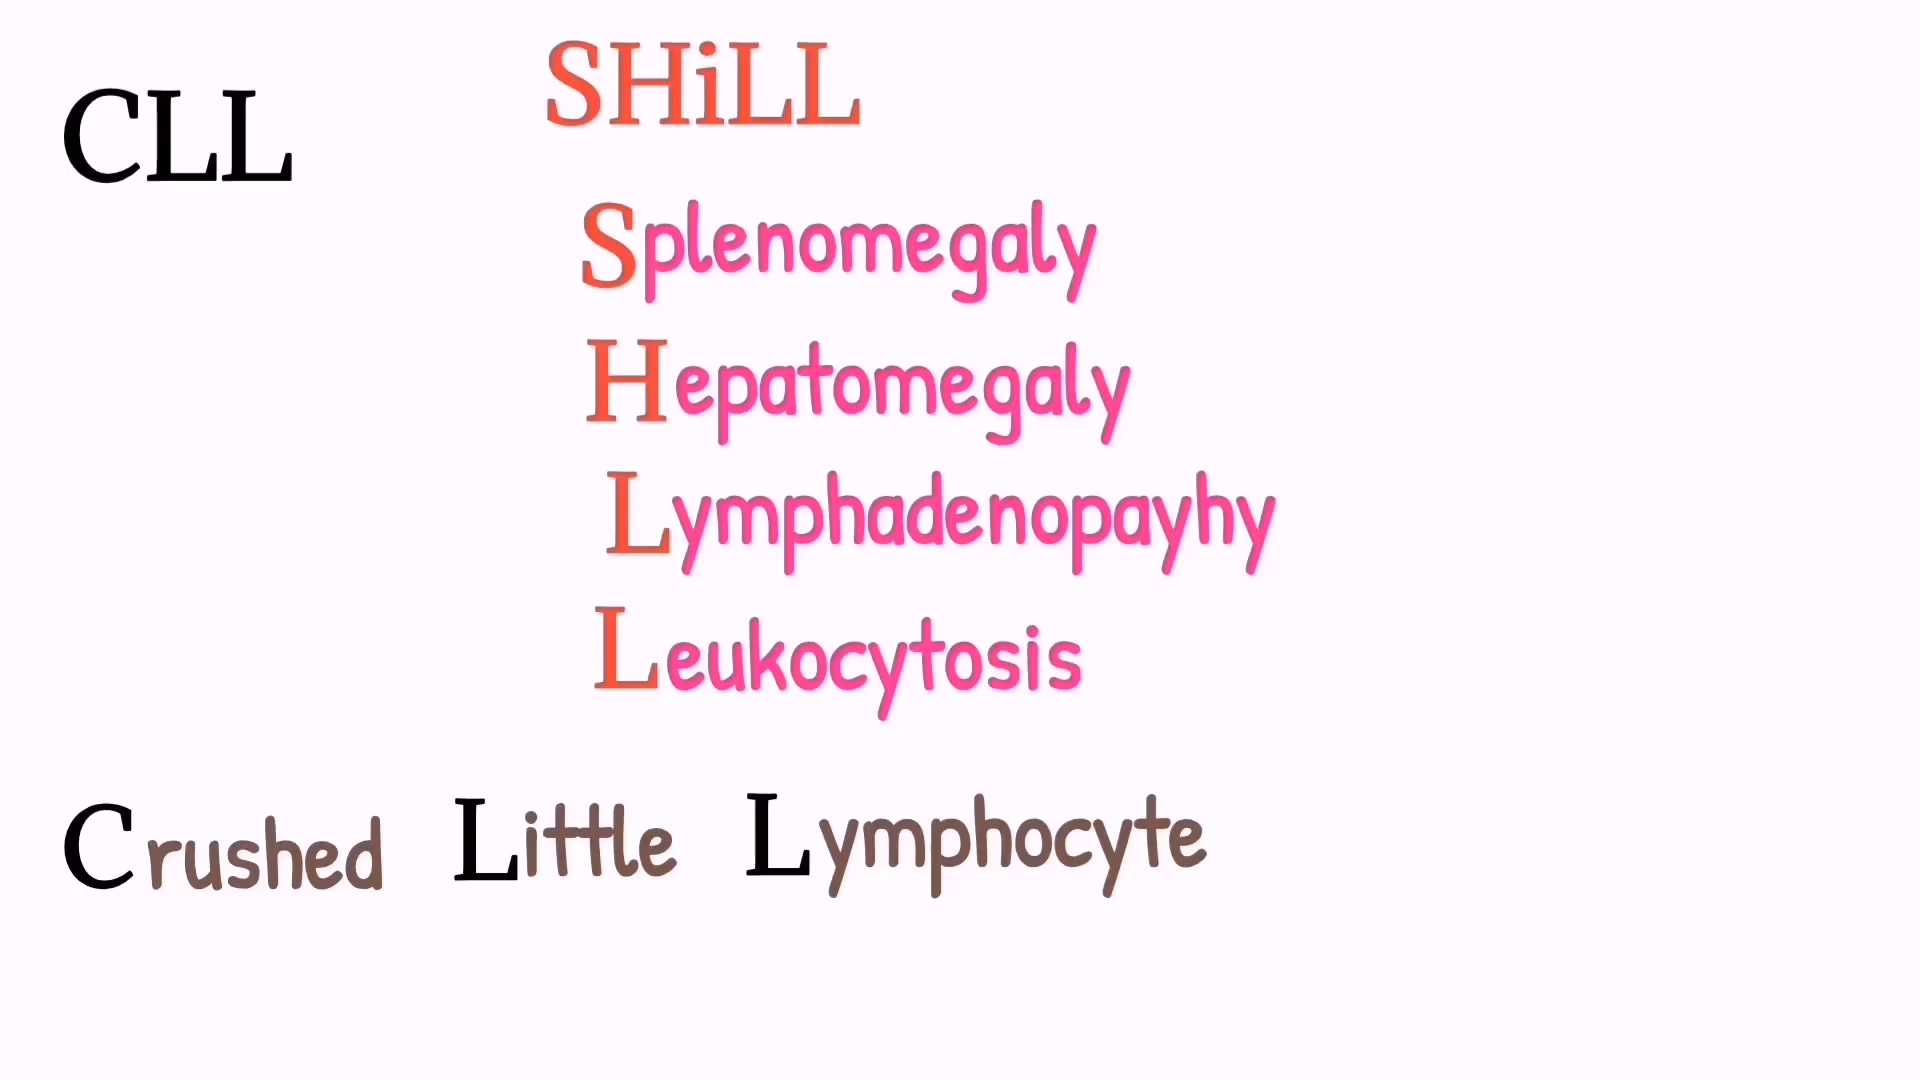 CLL
SHiLL
Splenomegaly
Hepatomegaly
Lymphadenopayhy
Leukocytosis
Crushed Little Lymphocyte